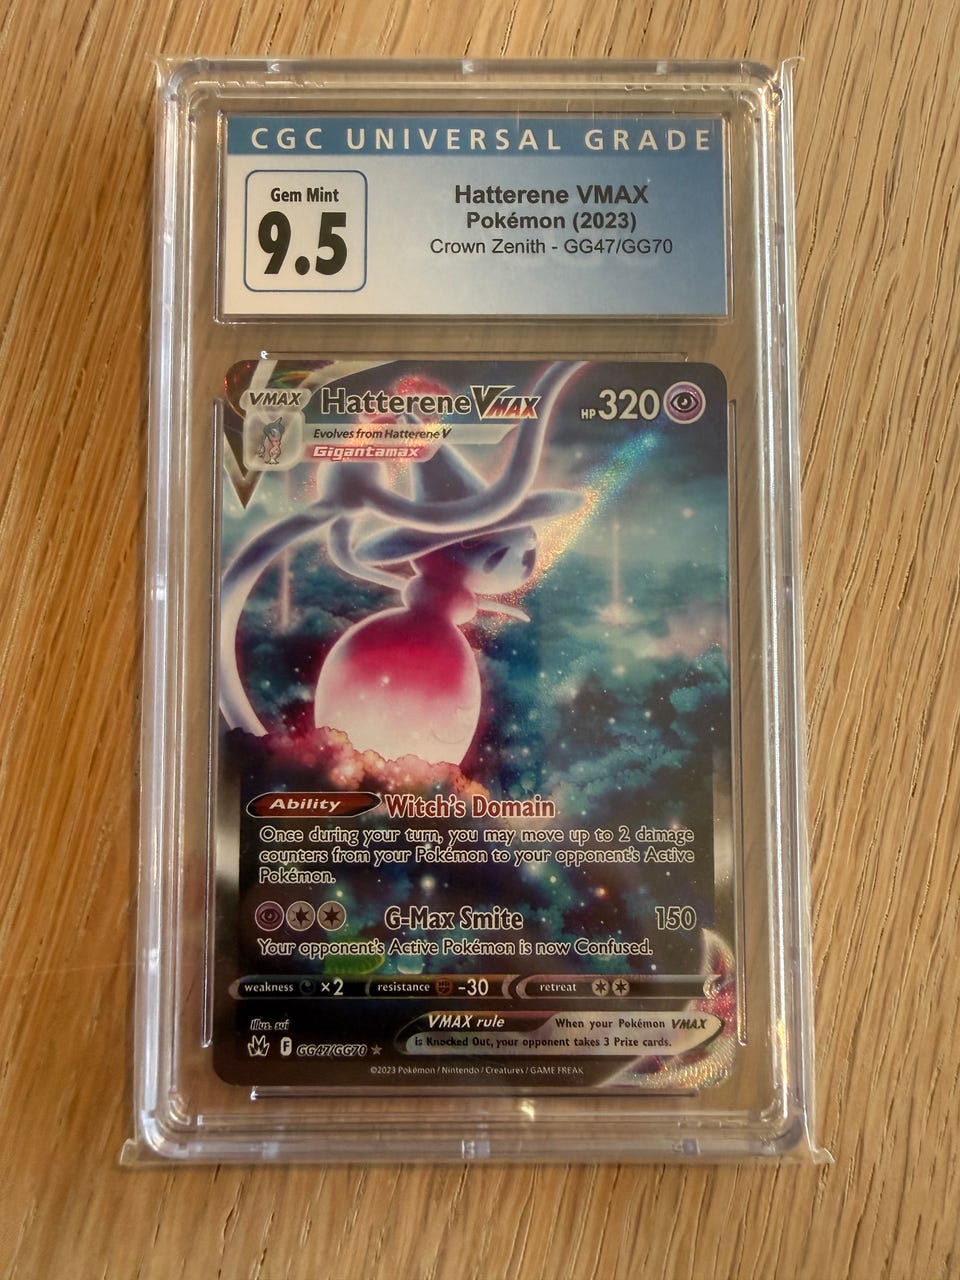 CGC UNIVERSAL GRADE
Gem Mint
9.5
Hatterene VMAX
Pokémon (2023)
Crown Zenith - GG47/GG70
VMAX
Hatterene VMAX
HP 320
Evolves from Hatterene V
Gigantamax
Ability Witch's Domain
Once during your turn, you may move up to 2 damage
counters from your Pokémon to your opponent's Active
Pokémon.
G-Max Smite 150
Your opponent's Active Pokémon is now Confused.
weakness ×2 resistance -30 retreat
Illus. sui
VMAX rule When your Pokémon VMAX
is Knocked Out, your opponent takes 3 Prize cards.
F GG47/GG70
©2023 Pokémon / Nintendo / Creatures / GAME FREAK